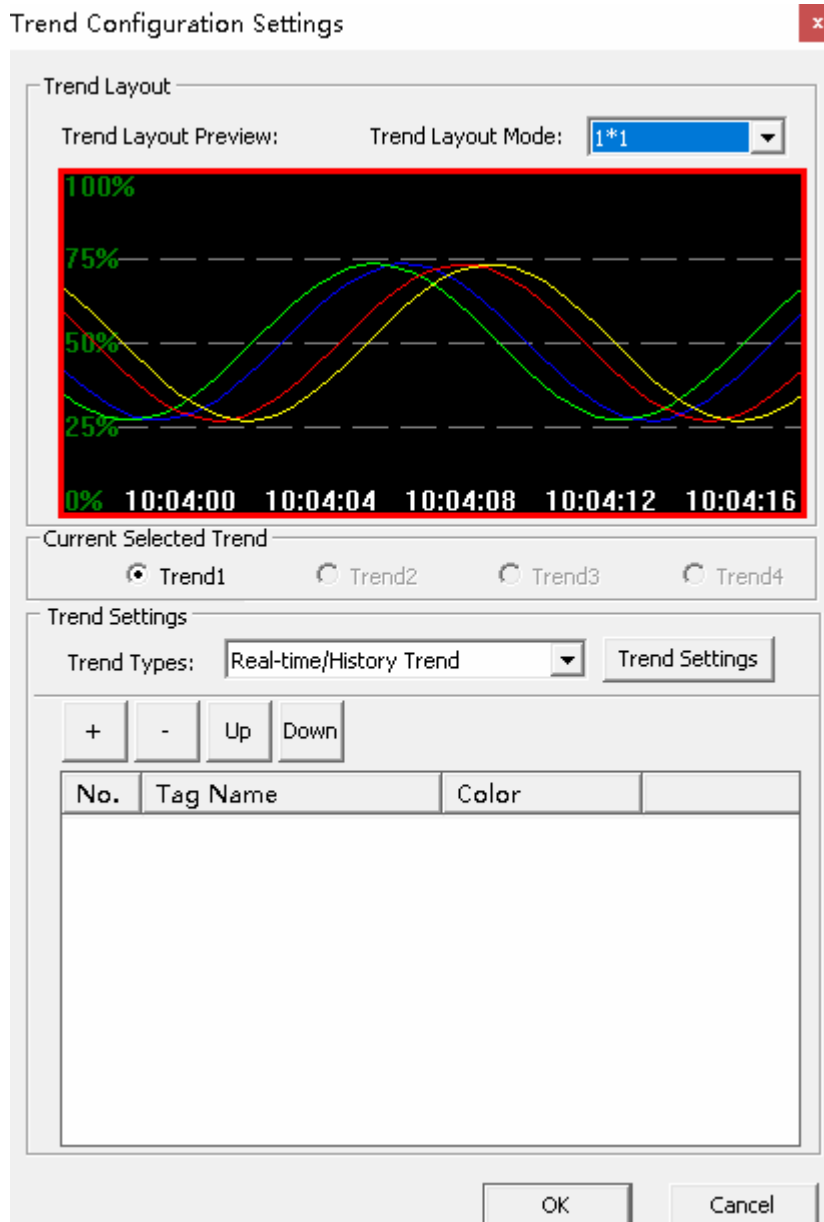 Trend Configuration Settings x
Trend Layout
Trend Layout Preview: Trend Layout Mode: 1*1
100%
75%
50%
25%
0% 10:04:00 10:04:04 10:04:08 10:04:12 10:04:16
Current Selected Trend
Trend1 Trend2 Trend3 Trend4
Trend Settings
Trend Types: Real-time/History Trend Trend Settings
+ - Up Down
No. Tag Name Color
OK Cancel